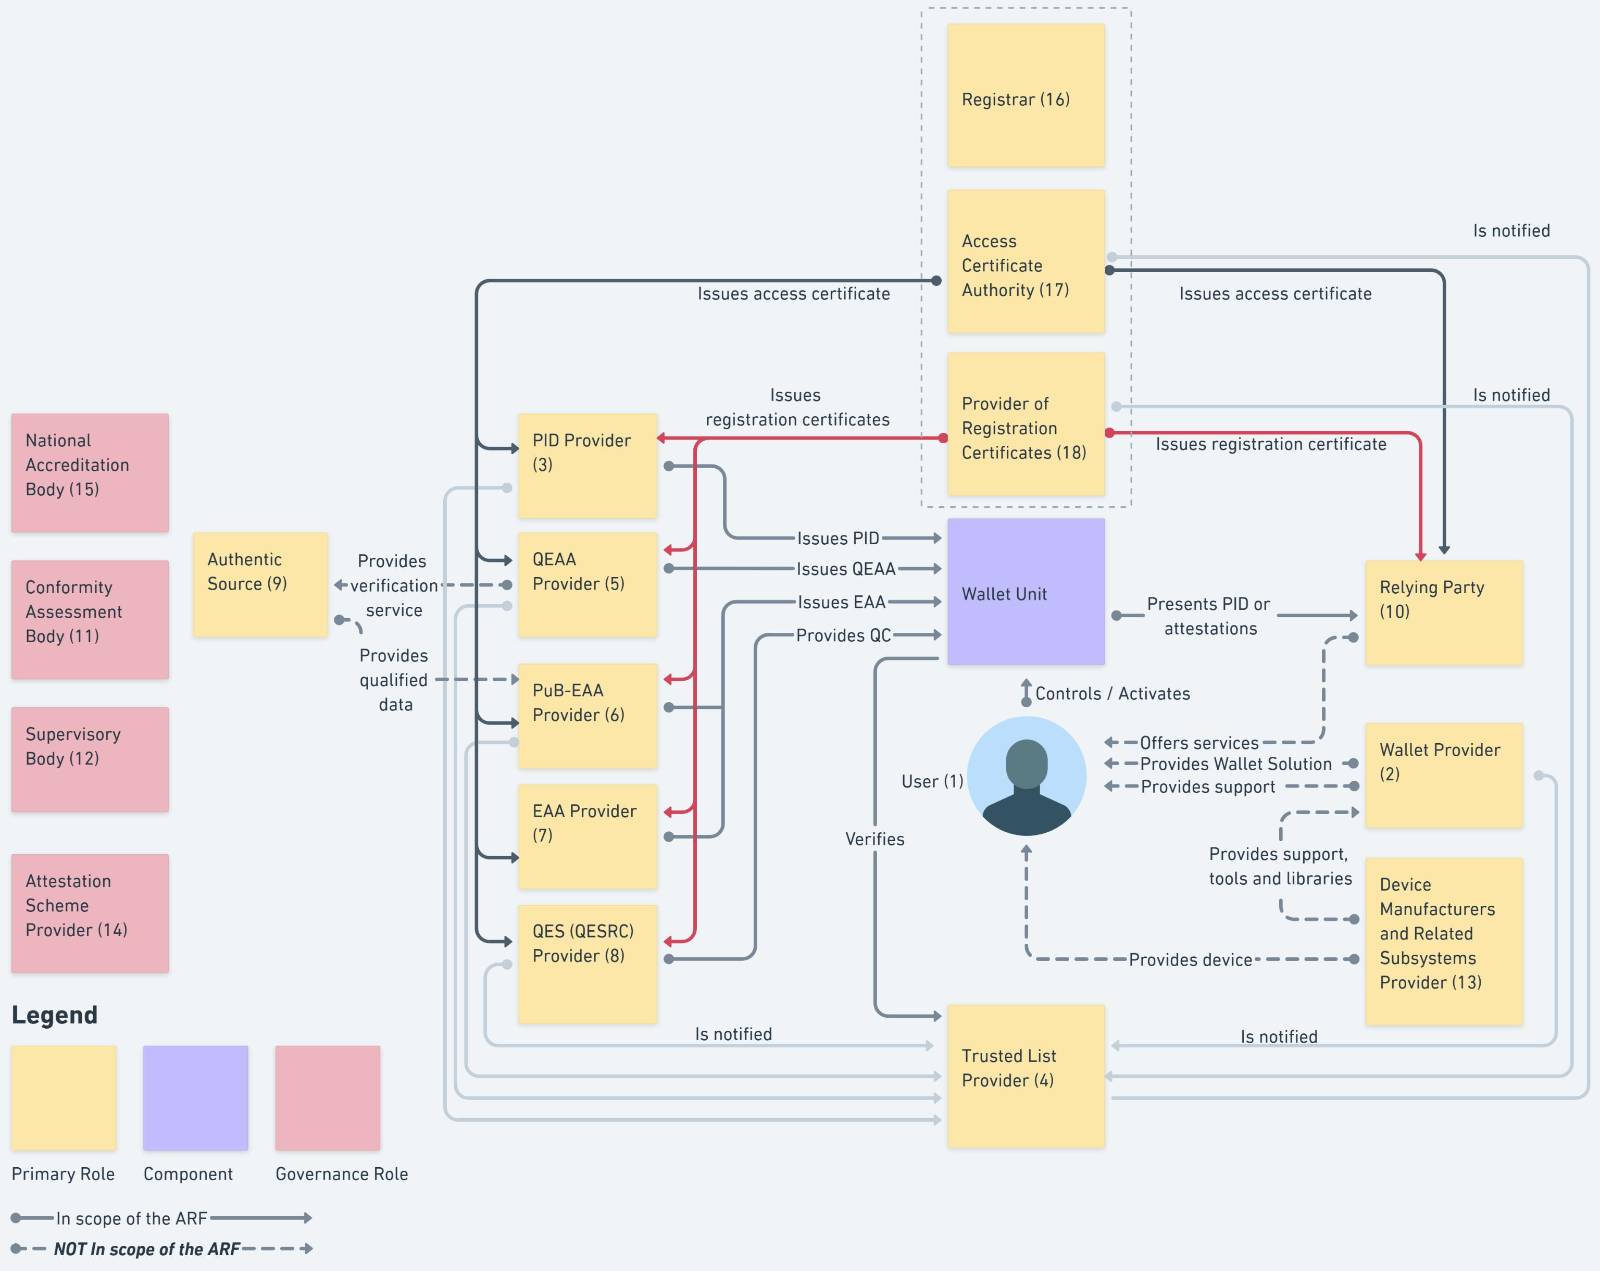 Registrar (16)
Access
Certificate
Authority (17)
Is notified
Issues access certificate
Issues access certificate
Provider of
Registration
Certificates (18)
Is notified
Issues
registration certificates
Issues registration certificate
National
Accreditation
Body (15)
Conformity
Assessment
Body (11)
Supervisory
Body (12)
Attestation
Scheme
Provider (14)
Authentic
Source (9)
Provides
verification
service
Provides
qualified
data
PID Provider
(3)
QEAA
Provider (5)
PuB-EAA
Provider (6)
EAA Provider
(7)
QES (QESRC)
Provider (8)
Issues PID
Issues QEAA
Issues EAA
Provides QC
Wallet Unit
Presents PID or
attestations
Relying Party
(10)
Controls / Activates
User (1)
Offers services
Provides Wallet Solution
Provides support
Wallet Provider
(2)
Verifies
Provides support,
tools and libraries
Device
Manufacturers
and Related
Subsystems
Provider (13)
Provides device
Is notified
Is notified
Trusted List
Provider (4)
Legend
Primary Role
Component
Governance Role
In scope of the ARF
NOT In scope of the ARF